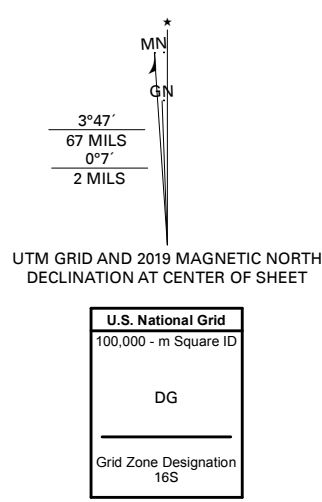 MN
GN
3°47´
67 MILS
0°7´
2 MILS
UTM GRID AND 2019 MAGNETIC NORTH
DECLINATION AT CENTER OF SHEET
U.S. National Grid
100,000 - m Square ID
DG
Grid Zone Designation
16S